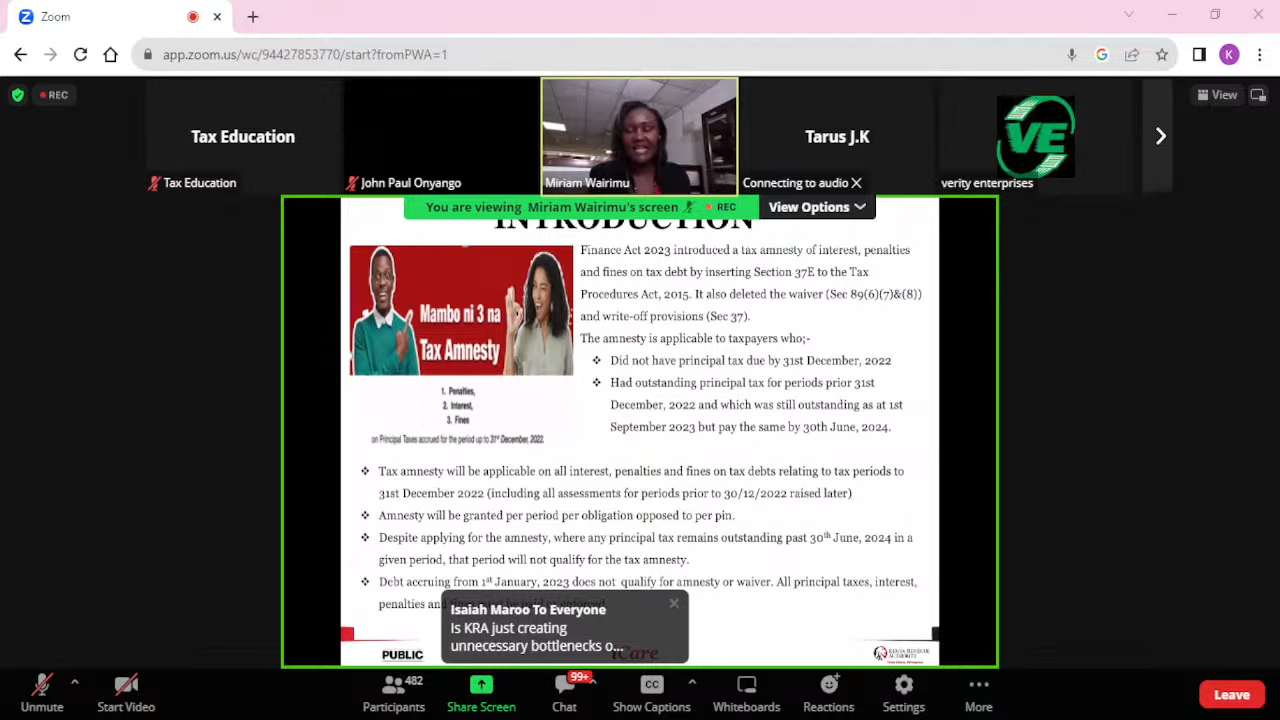 Zoom
app.zoom.us/wc/94427853770/start?fromPWA=1
K
REC
View
Tax Education
Tarus J.K
VE
Tax Education
John Paul Onyango
Miriam Wairimu
Connecting to audio
verity enterprises
You are viewing Miriam Wairimu's screen
REC
View Options
INTRODUCTION
Mambo ni 3 na
Tax Amnesty
1. Penalties,
2. Interest,
3. Fines
on Principal Taxes accrued for the period up to 31st December, 2022
Finance Act 2023 introduced a tax amnesty of interest, penalties
and fines on tax debt by inserting Section 37E to the Tax
Procedures Act, 2015. It also deleted the waiver (Sec 89(6)(7)&(8))
and write-off provisions (Sec 37).
The amnesty is applicable to taxpayers who;-
❖ Did not have principal tax due by 31st December, 2022
❖ Had outstanding principal tax for periods prior 31st
December, 2022 and which was still outstanding as at 1st
September 2023 but pay the same by 30th June, 2024.
❖ Tax amnesty will be applicable on all interest, penalties and fines on tax debts relating to tax periods to
31st December 2022 (including all assessments for periods prior to 30/12/2022 raised later)
❖ Amnesty will be granted per period per obligation opposed to per pin.
❖ Despite applying for the amnesty, where any principal tax remains outstanding past 30th June, 2024 in a
given period, that period will not qualify for the tax amnesty.
❖ Debt accruing from 1st January, 2023 does not qualify for amnesty or waiver. All principal taxes, interest,
penalties and
Isaiah Maroo To Everyone
Is KRA just creating
unnecessary bottlenecks o...
PUBLIC
iCare
KENYA REVENUE
AUTHORITY
Unmute
Start Video
482
Participants
Share Screen
99+
Chat
CC
Show Captions
Whiteboards
Reactions
Settings
More
Leave